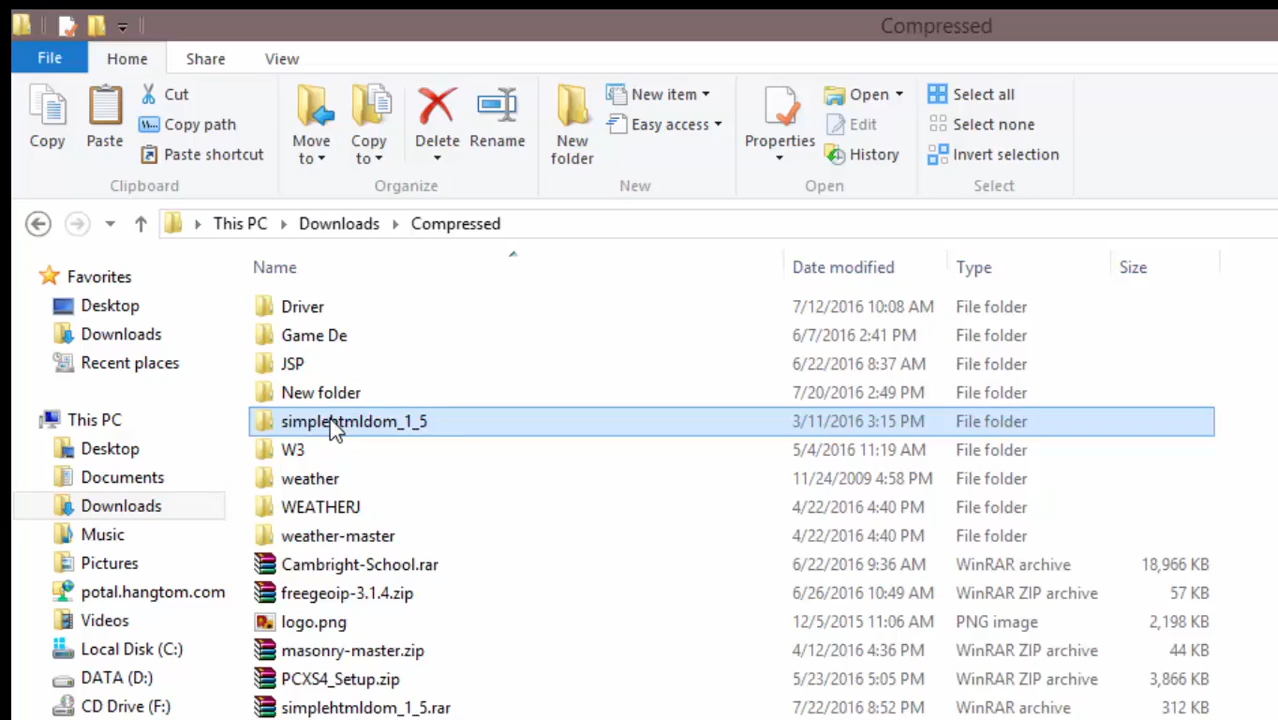 Compressed
File Home Share View
Copy
Paste
Cut
Copy path
Paste shortcut
Clipboard
Move to
Copy to
Delete
Rename
Organize
New folder
New item
Easy access
New
Properties
Open
Edit
History
Open
Select all
Select none
Invert selection
Select
This PC Downloads Compressed
Name Date modified Type Size
Favorites
Desktop
Downloads
Recent places
This PC
Desktop
Documents
Downloads
Music
Pictures
potal.hangtom.com
Videos
Local Disk (C:)
DATA (D:)
CD Drive (F:)
Driver 7/12/2016 10:08 AM File folder
Game De 6/7/2016 2:41 PM File folder
JSP 6/22/2016 8:37 AM File folder
New folder 7/20/2016 2:49 PM File folder
simplehtmldom_1_5 3/11/2016 3:15 PM File folder
W3 5/4/2016 11:19 AM File folder
weather 11/24/2009 4:58 PM File folder
WEATHERJ 4/22/2016 4:40 PM File folder
weather-master 4/22/2016 4:40 PM File folder
Cambright-School.rar 6/22/2016 9:36 AM WinRAR archive 18,966 KB
freegeoip-3.1.4.zip 6/26/2016 10:49 AM WinRAR ZIP archive 57 KB
logo.png 12/5/2015 11:06 AM PNG image 2,198 KB
masonry-master.zip 4/12/2016 4:36 PM WinRAR ZIP archive 44 KB
PCXS4_Setup.zip 5/23/2016 5:05 PM WinRAR ZIP archive 3,866 KB
simplehtmldom_1_5.rar 7/22/2016 8:52 PM WinRAR archive 312 KB